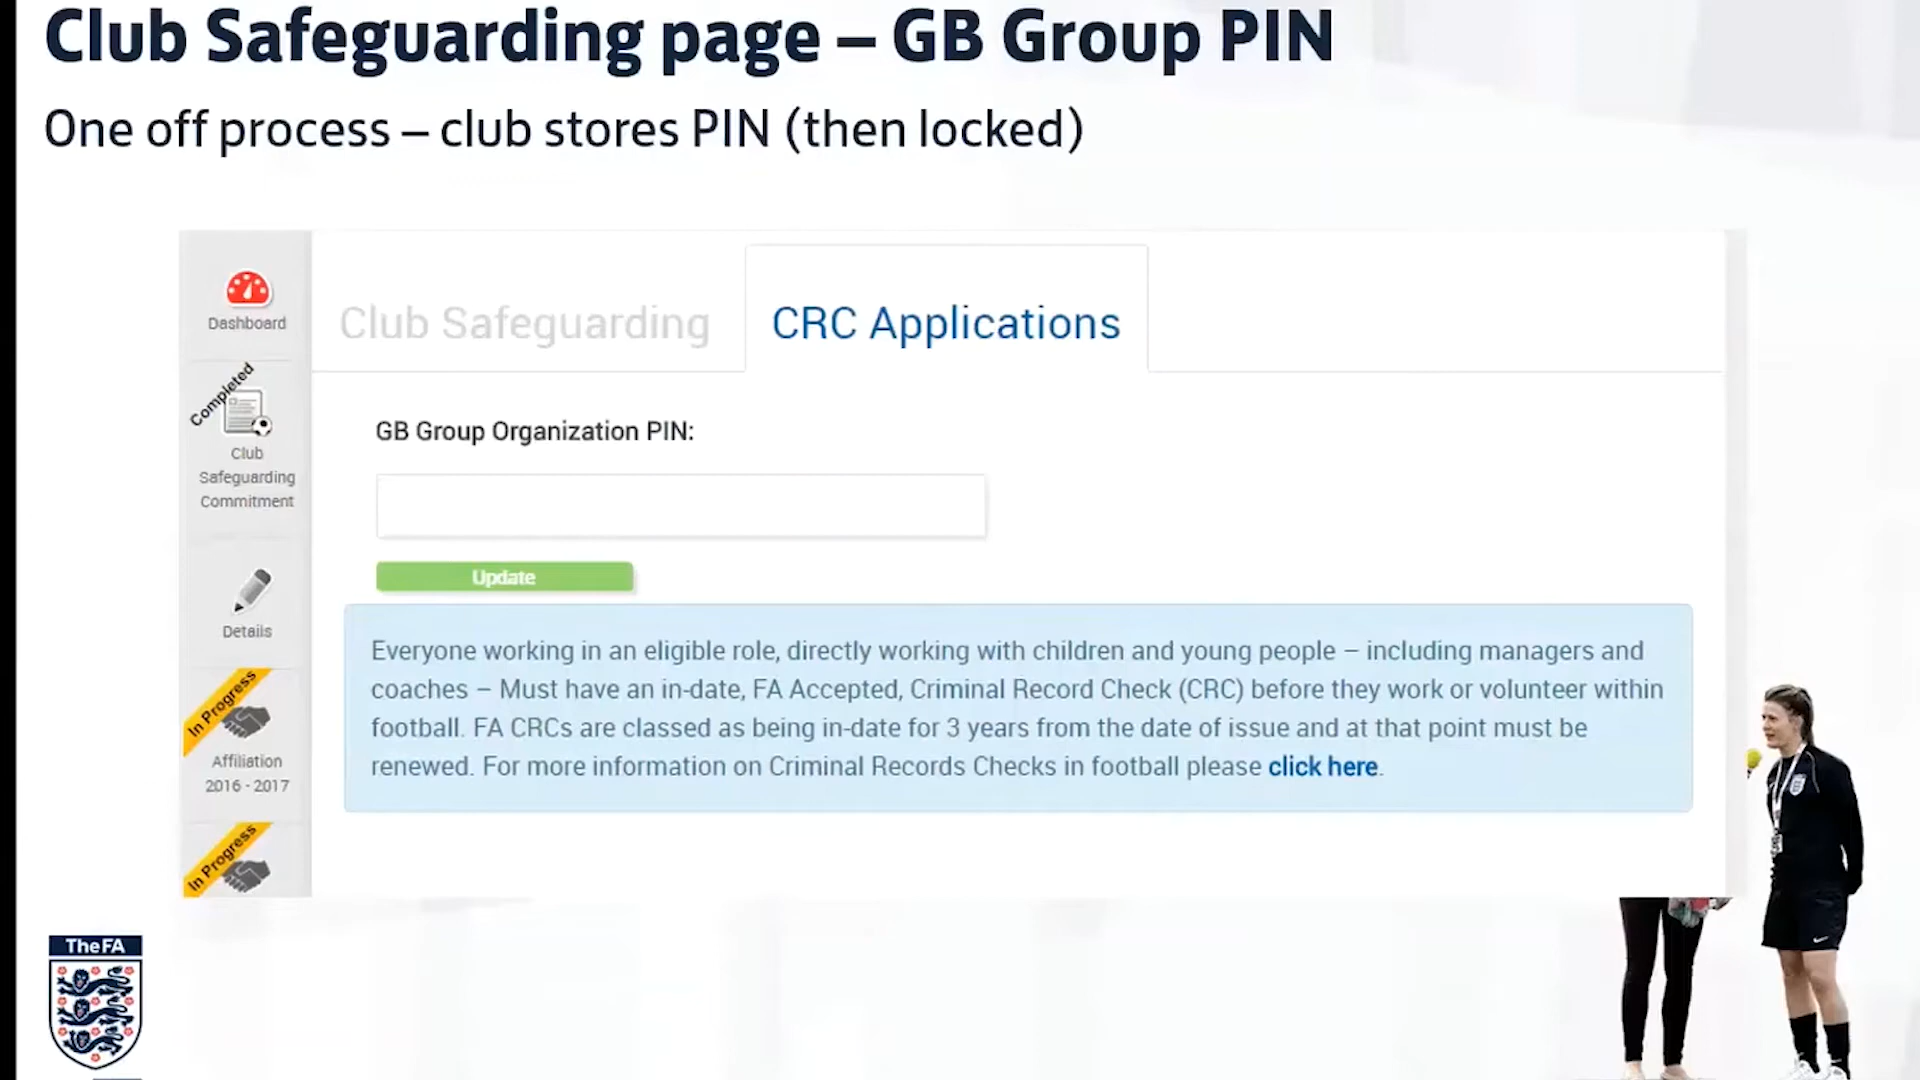 Club Safeguarding page – GB Group PIN
One off process – club stores PIN (then locked)
Dashboard
Completed
Club
Safeguarding
Commitment
Details
In Progress
Affiliation
2016 - 2017
In Progress
Club Safeguarding
CRC Applications
GB Group Organization PIN:
Update
Everyone working in an eligible role, directly working with children and young people – including managers and
coaches – Must have an in-date, FA Accepted, Criminal Record Check (CRC) before they work or volunteer within
football. FA CRCs are classed as being in-date for 3 years from the date of issue and at that point must be
renewed. For more information on Criminal Records Checks in football please click here.
The FA